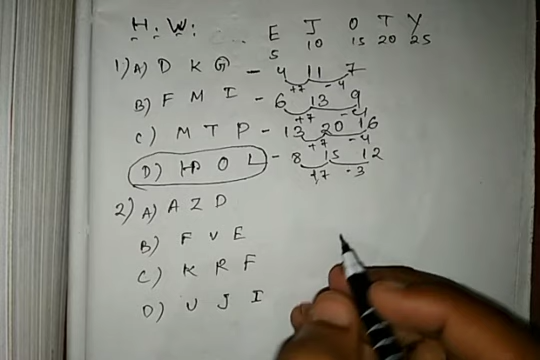 H.W: E J O T Y
5 10 15 20 25
1) A) D K G - 4 11 7
+7 -4
B) F M I - 6 13 9
+7 -4
C) M T P - 13 20 16
+7 -4
D) H O L - 8 15 12
+7 -3
2) A) A Z D
B) F V E
C) K R F
D) U J I